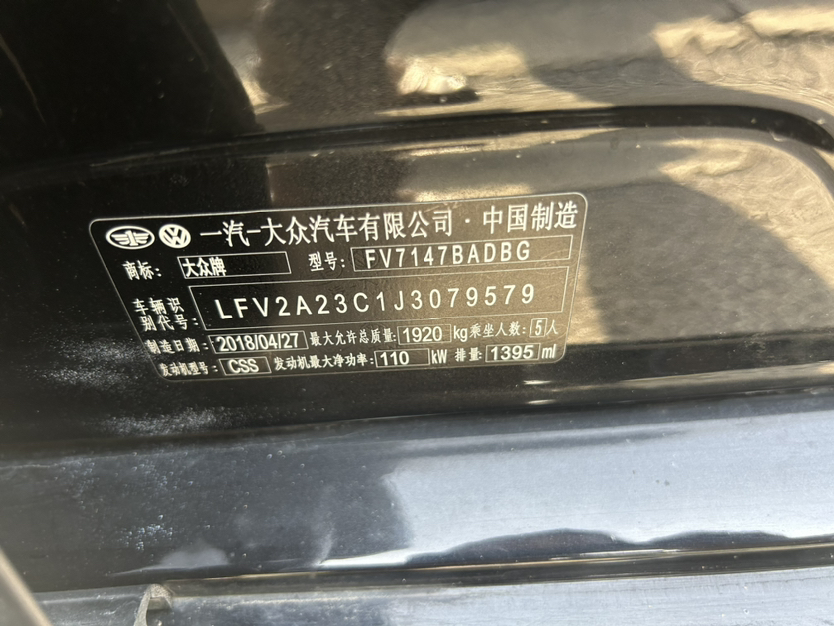 一汽-大众汽车有限公司·中国制造
商标: 大众牌 型号: FV7147BADBG
车辆识别代号: LFV2A23C1J3079579
制造日期: 2018/04/27 最大允许总质量: 1920 kg 乘坐人数: 5人
发动机型号: CSS 发动机最大净功率: 110 kW 排量: 1395 ml